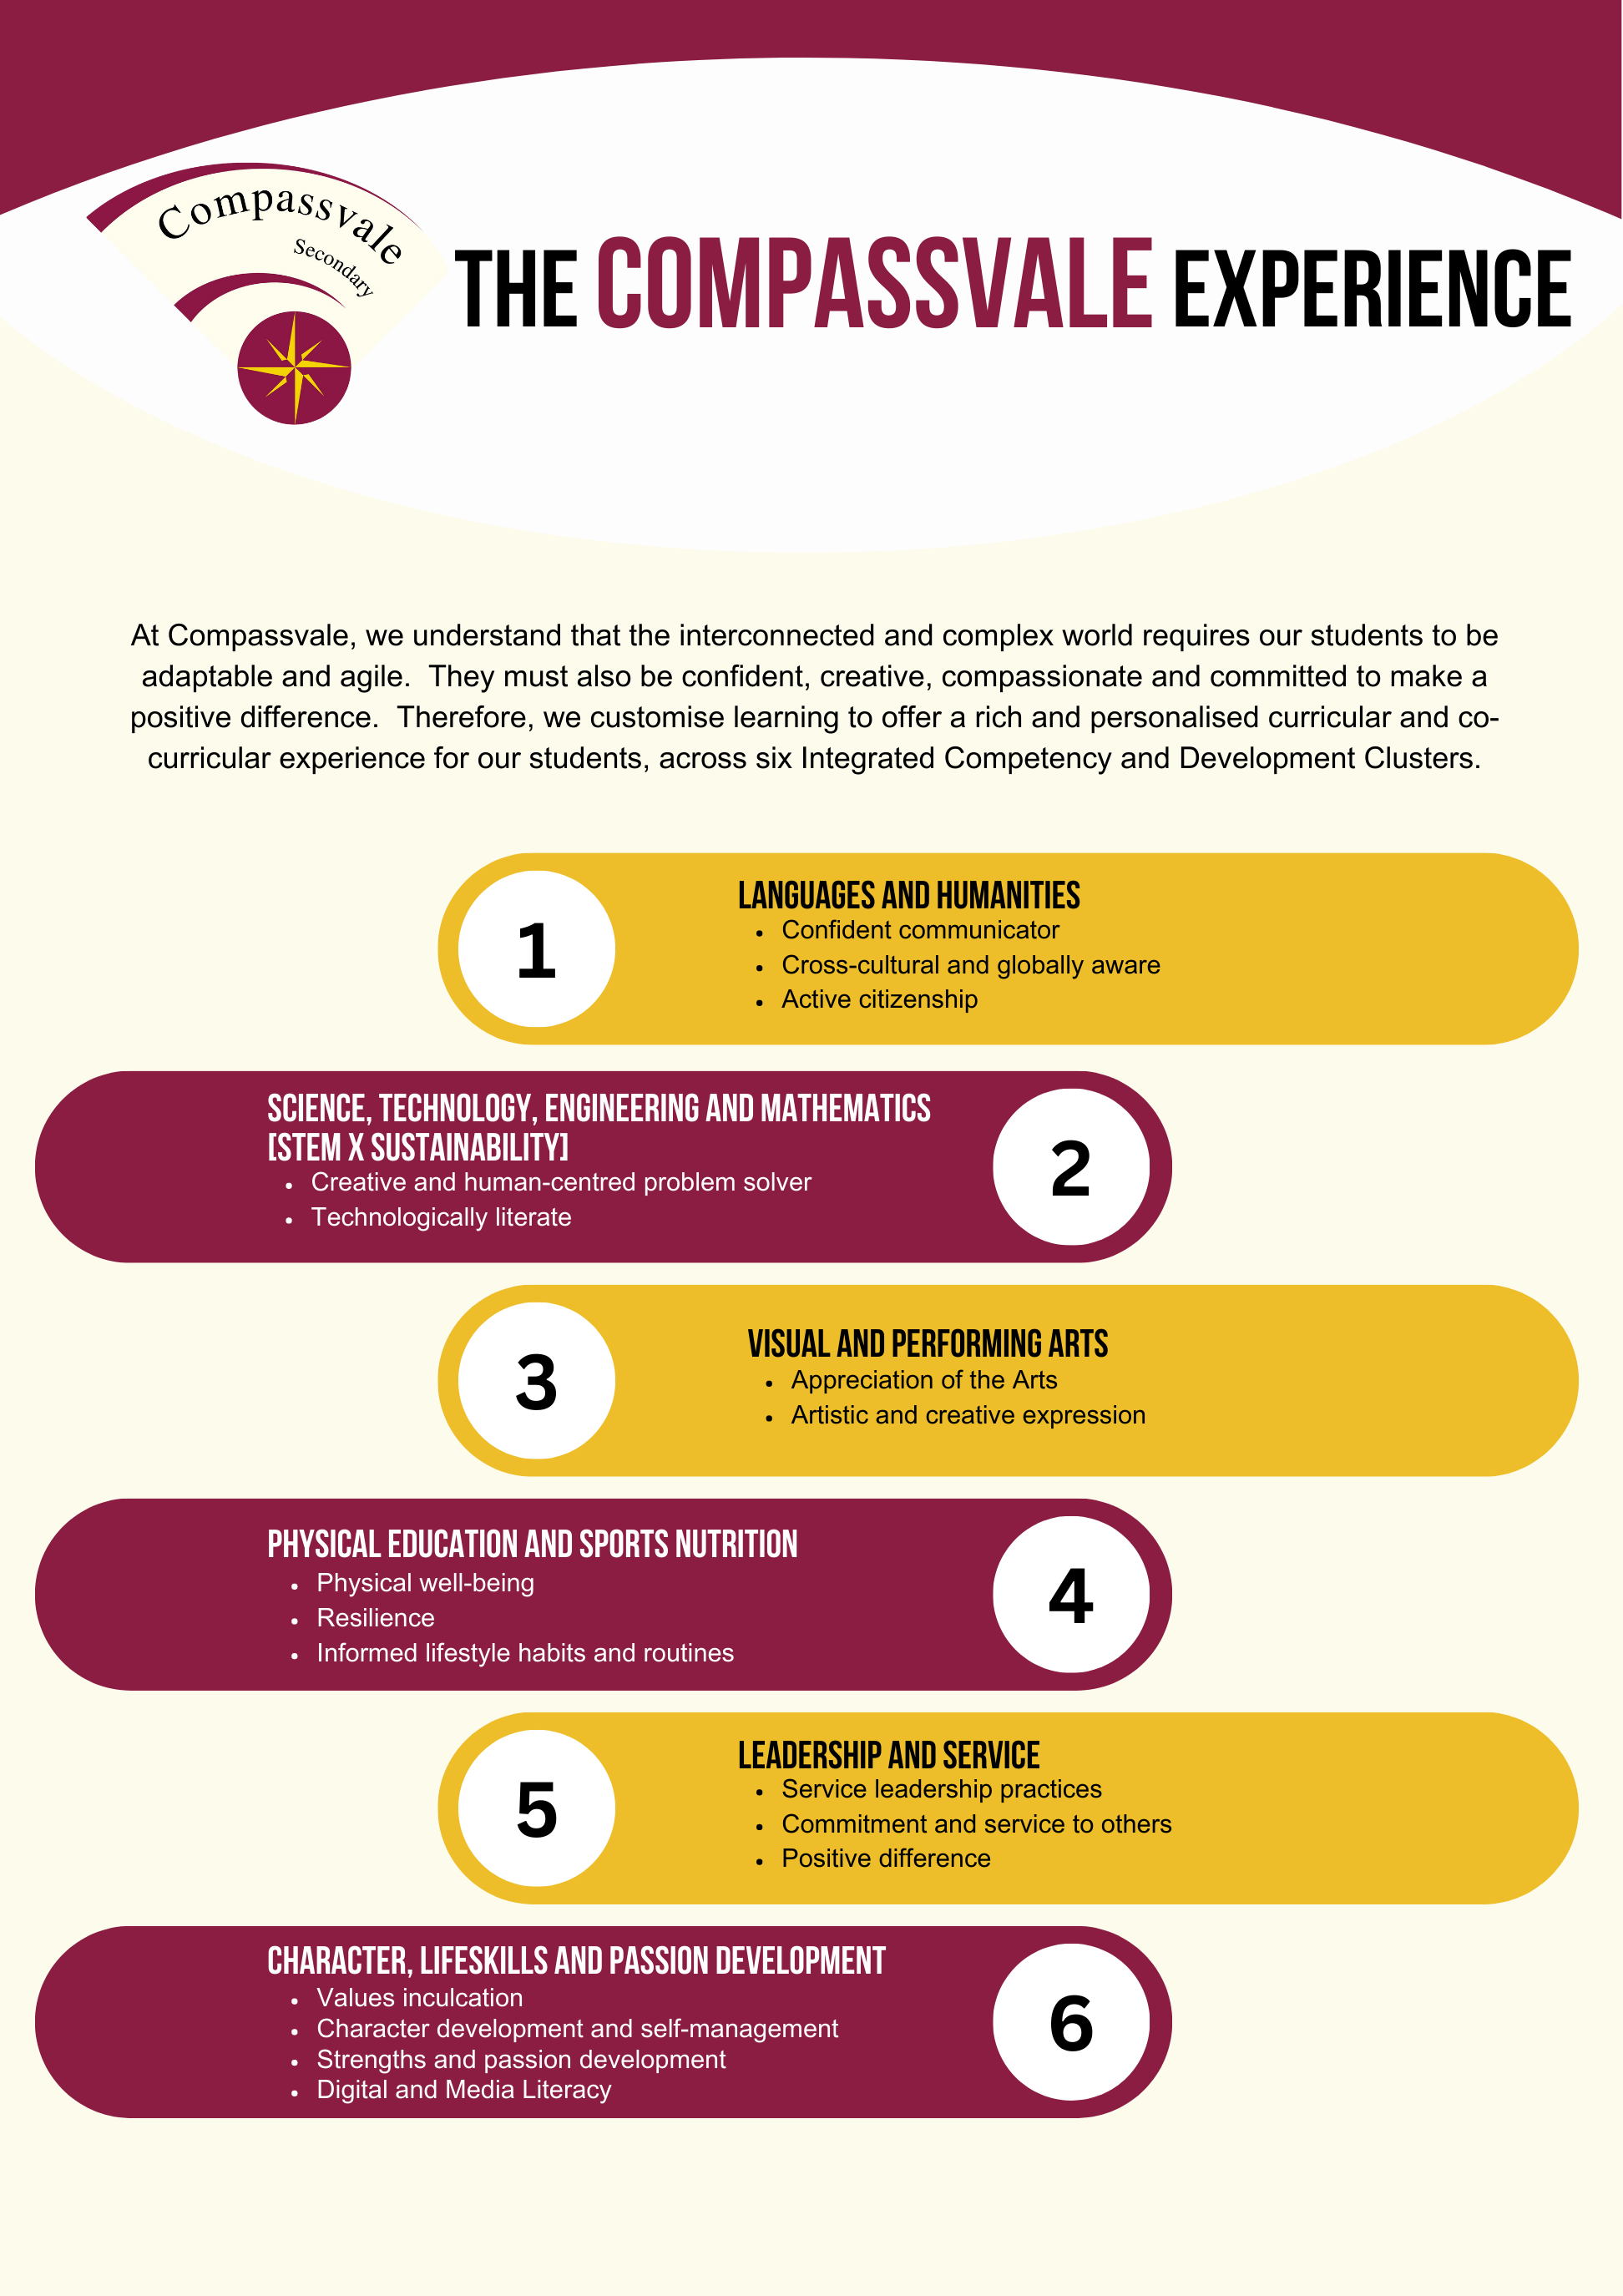 Compassvale
Secondary
THE COMPASSVALE EXPERIENCE
At Compassvale, we understand that the interconnected and complex world requires our students to be
adaptable and agile.  They must also be confident, creative, compassionate and committed to make a
positive difference.  Therefore, we customise learning to offer a rich and personalised curricular and co-
curricular experience for our students, across six Integrated Competency and Development Clusters.
1
LANGUAGES AND HUMANITIES
• Confident communicator
• Cross-cultural and globally aware
• Active citizenship
SCIENCE, TECHNOLOGY, ENGINEERING AND MATHEMATICS
[STEM X SUSTAINABILITY]
• Creative and human-centred problem solver
• Technologically literate
2
3
VISUAL AND PERFORMING ARTS
• Appreciation of the Arts
• Artistic and creative expression
PHYSICAL EDUCATION AND SPORTS NUTRITION
• Physical well-being
• Resilience
• Informed lifestyle habits and routines
4
5
LEADERSHIP AND SERVICE
• Service leadership practices
• Commitment and service to others
• Positive difference
CHARACTER, LIFESKILLS AND PASSION DEVELOPMENT
• Values inculcation
• Character development and self-management
• Strengths and passion development
• Digital and Media Literacy
6